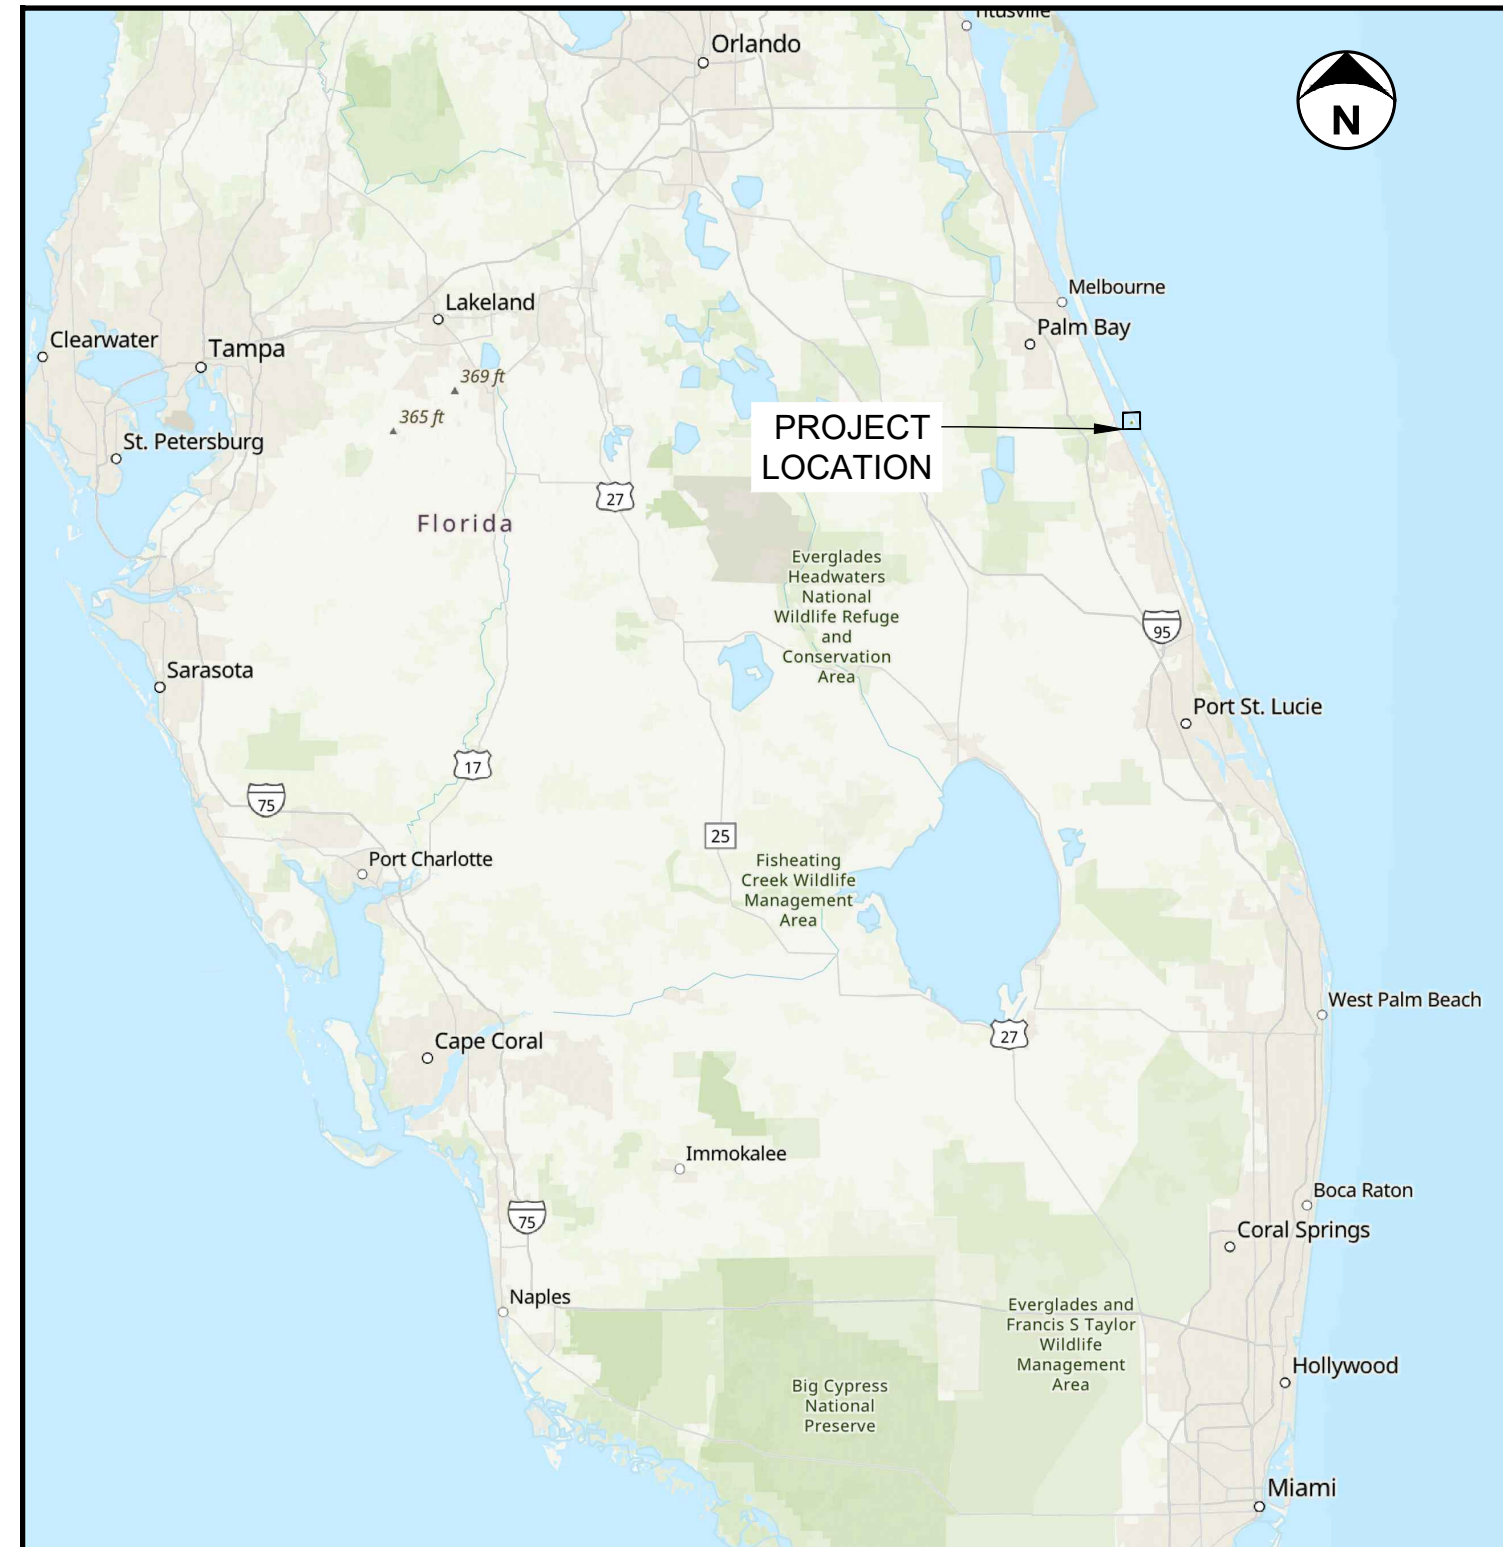 Titusville
Orlando
N
Melbourne
Lakeland
Palm Bay
Clearwater
Tampa
369 ft
365 ft
PROJECT
LOCATION
St. Petersburg
27
Florida
Everglades
Headwaters
National
Wildlife Refuge
and
Conservation
Area
95
Sarasota
Port St. Lucie
17
75
25
Port Charlotte
Fisheating
Creek Wildlife
Management
Area
West Palm Beach
27
Cape Coral
Immokalee
Boca Raton
75
Coral Springs
Naples
Everglades and
Francis S Taylor
Wildlife
Management
Area
Hollywood
Big Cypress
National
Preserve
Miami